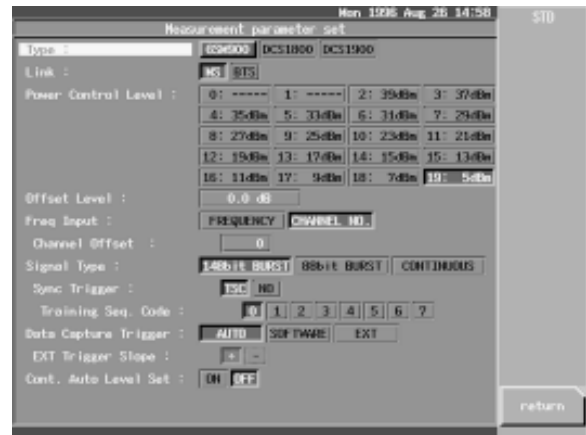 Mon 1996 Aug 26 14:58
STD
Measurement parameter set
Type : GSM900 DCS1800 DCS1900
Link : MS BTS
Power Control Level : 0: ----- 1: ----- 2: 39dBm 3: 37dBm
4: 35dBm 5: 33dBm 6: 31dBm 7: 29dBm
8: 27dBm 9: 25dBm 10: 23dBm 11: 21dBm
12: 19dBm 13: 17dBm 14: 15dBm 15: 13dBm
16: 11dBm 17: 9dBm 18: 7dBm 19: 5dBm
Offset Level : 0.0 dB
Freq Input : FREQUENCY CHANNEL NO.
Channel Offset : 0
Signal Type : 148bit BURST 88bit BURST CONTINUOUS
Sync Trigger : TSC NO
Training Seq. Code : 0 1 2 3 4 5 6 7
Data Capture Trigger : AUTO SOFTWARE EXT
EXT Trigger Slope : + -
Cont. Auto Level Set : ON OFF
return